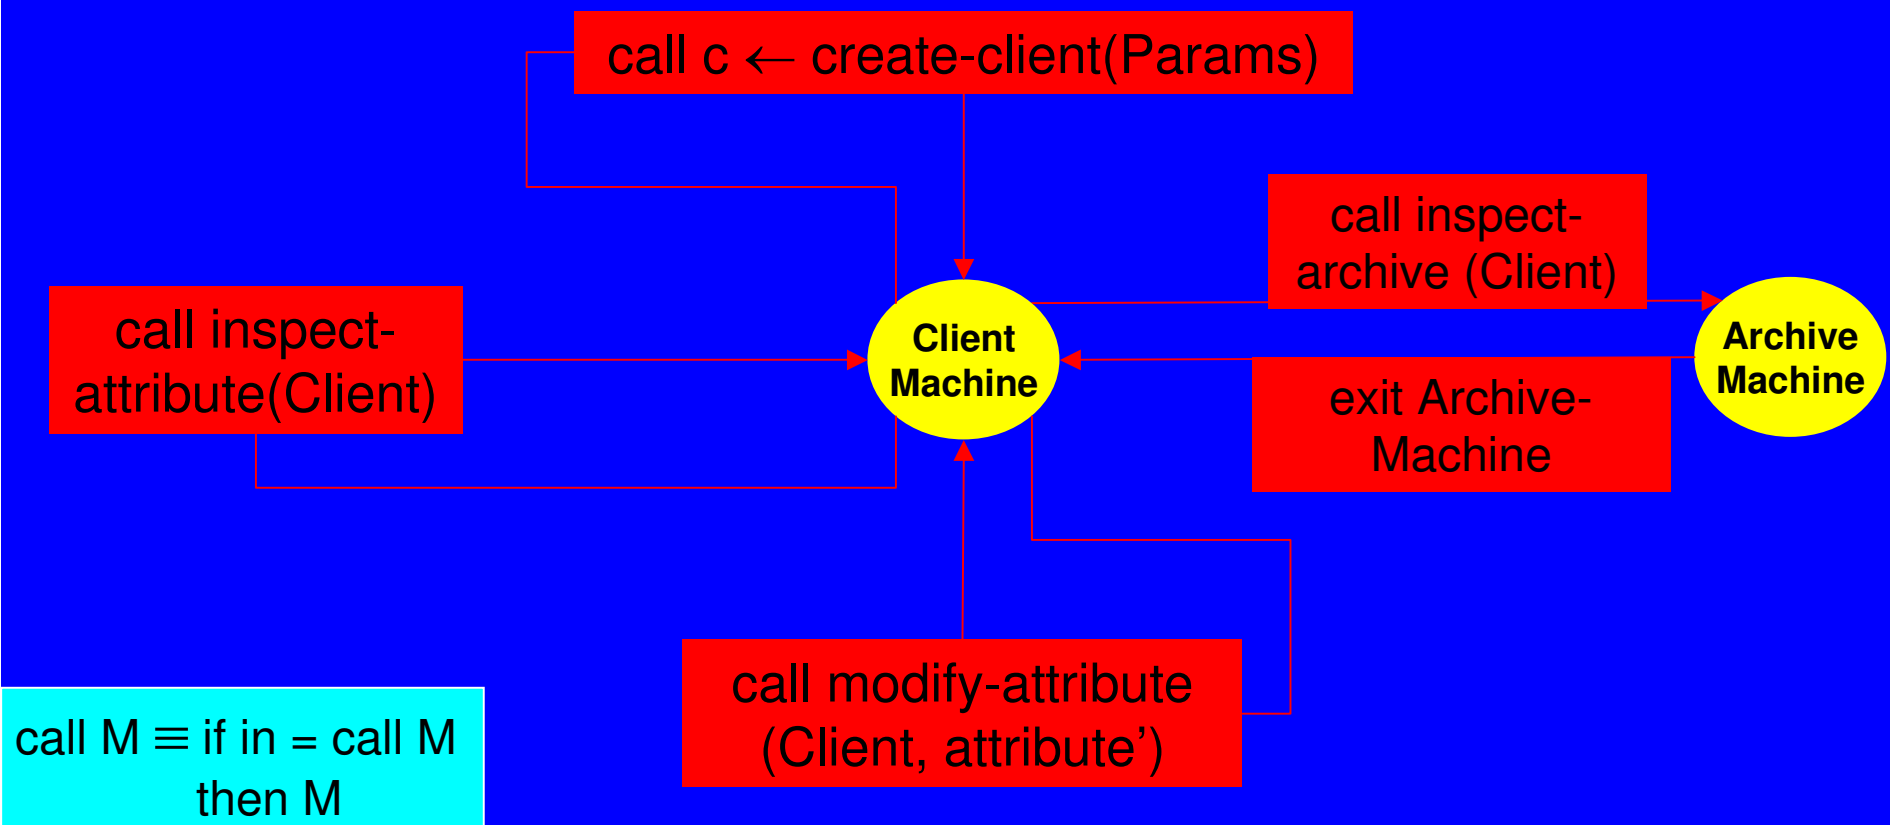 call c ← create-client(Params)
call inspect-
archive (Client)
call inspect-
attribute(Client)
Client
Machine
Archive
Machine
exit Archive-
Machine
call modify-attribute
(Client, attribute’)
call M ≡ if in = call M
then M